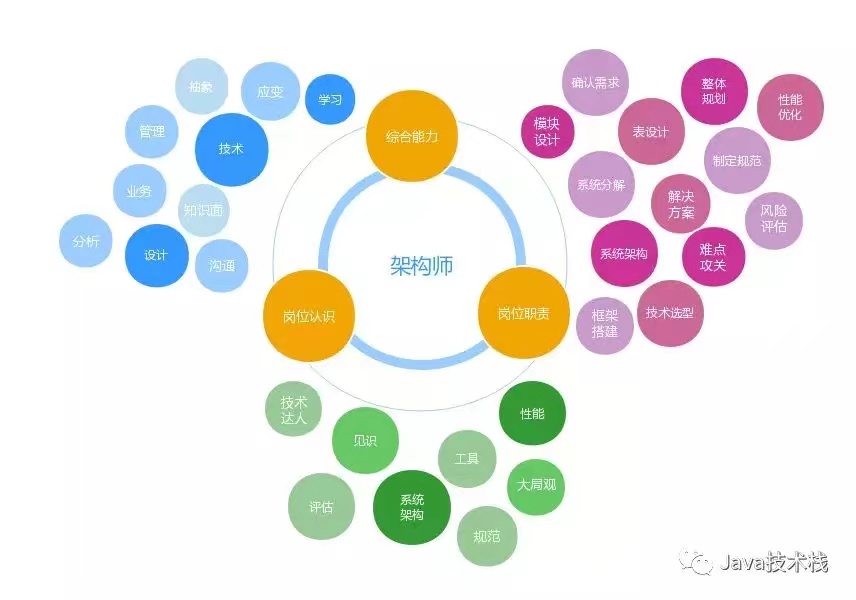 抽象
应变
学习
管理
技术
业务
知识面
分析
设计
沟通
综合能力
架构师
岗位认识
岗位职责
确认需求
整体
规划
性能
优化
模块
设计
表设计
制定规范
系统分解
解决
方案
风险
评估
系统架构
难点
攻关
框架
搭建
技术选型
技术
达人
见识
性能
工具
大局观
评估
系统
架构
规范
Java技术栈